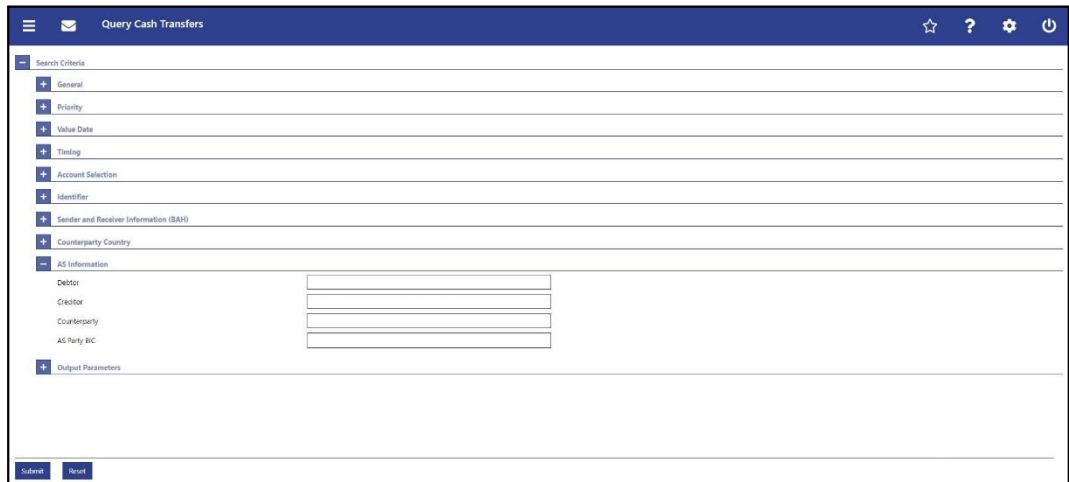 Query Cash Transfers
Search Criteria
General
Priority
Value Date
Timing
Account Selection
Identifier
Sender and Receiver Information (BAH)
Counterparty Country
AS Information
Debtor
Creditor
Counterparty
AS Party BIC
Output Parameters
Submit Reset